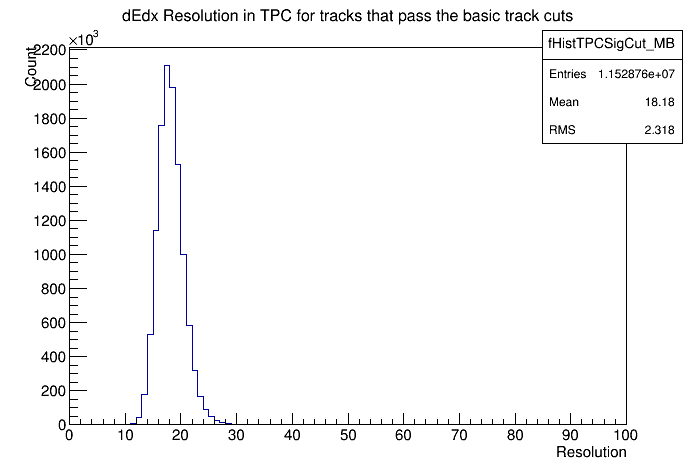 dEdx Resolution in TPC for tracks that pass the basic track cuts
×10³
Count
fHistTPCSigCut_MB
Entries 1.152876e+07
Mean 18.18
RMS 2.318
2200
2000
1800
1600
1400
1200
1000
800
600
400
200
0
0 10 20 30 40 50 60 70 80 90 100
Resolution